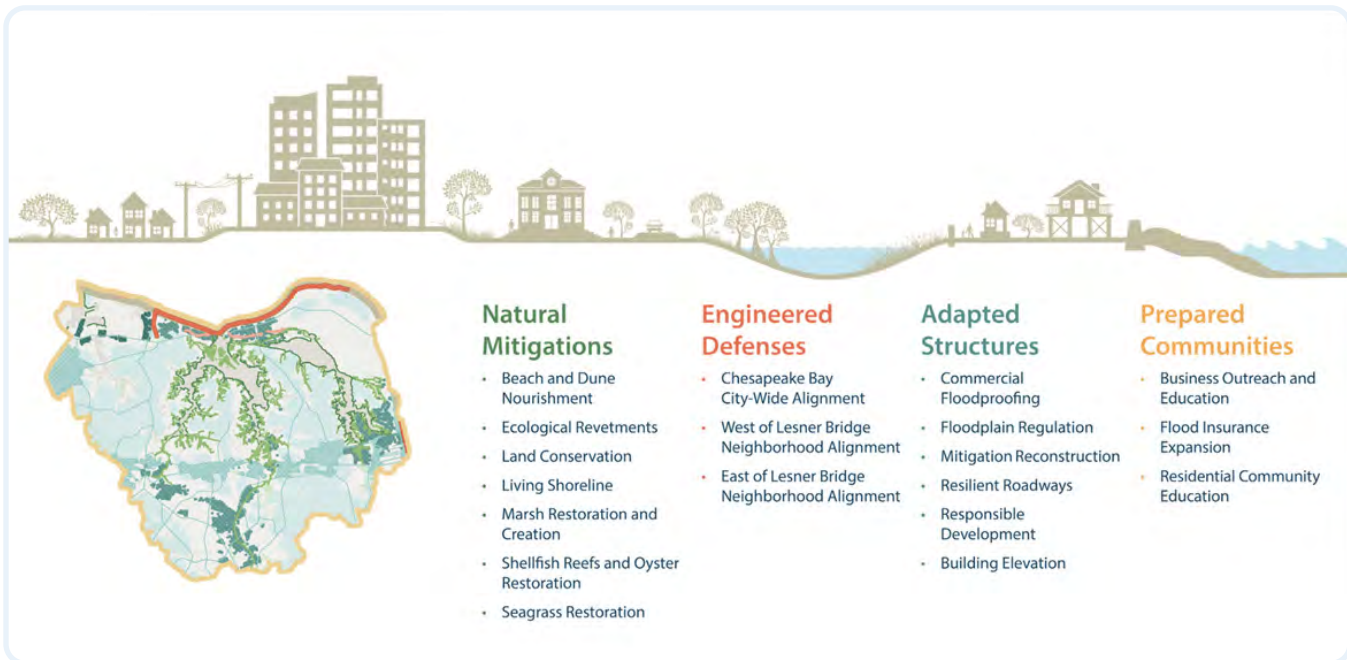 Natural
Mitigations
• Beach and Dune
Nourishment
• Ecological Revetments
• Land Conservation
• Living Shoreline
• Marsh Restoration and
Creation
• Shellfish Reefs and Oyster
Restoration
• Seagrass Restoration
Engineered
Defenses
• Chesapeake Bay
City-Wide Alignment
• West of Lesner Bridge
Neighborhood Alignment
• East of Lesner Bridge
Neighborhood Alignment
Adapted
Structures
• Commercial
Floodproofing
• Floodplain Regulation
• Mitigation Reconstruction
• Resilient Roadways
• Responsible
Development
• Building Elevation
Prepared
Communities
• Business Outreach and
Education
• Flood Insurance
Expansion
• Residential Community
Education